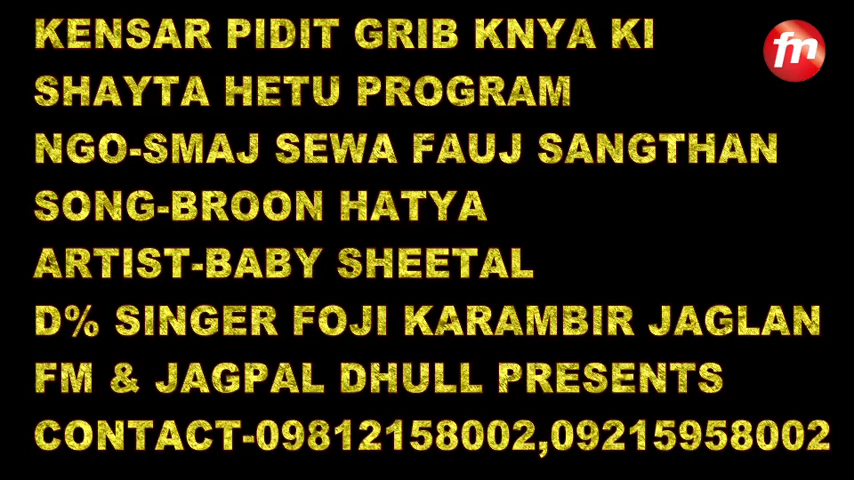 KENSAR PIDIT GRIB KNYA KI
fm
SHAYTA HETU PROGRAM
NGO-SMAJ SEWA FAUJ SANGTHAN
SONG-BROON HATYA
ARTIST-BABY SHEETAL
D% SINGER FOJI KARAMBIR JAGLAN
FM & JAGPAL DHULL PRESENTS
CONTACT-09812158002,09215958002